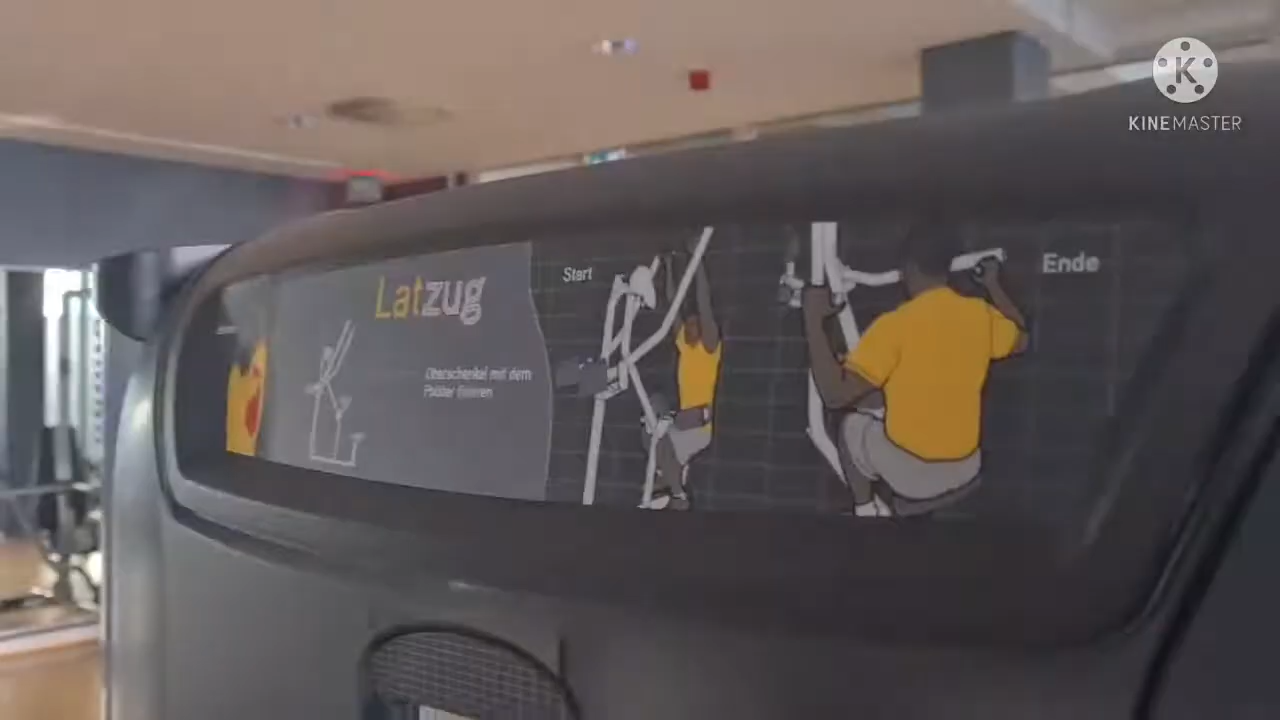 KINEMASTER
Latzug
Oberschenkel mit dem
Polster fixieren
Start
Ende